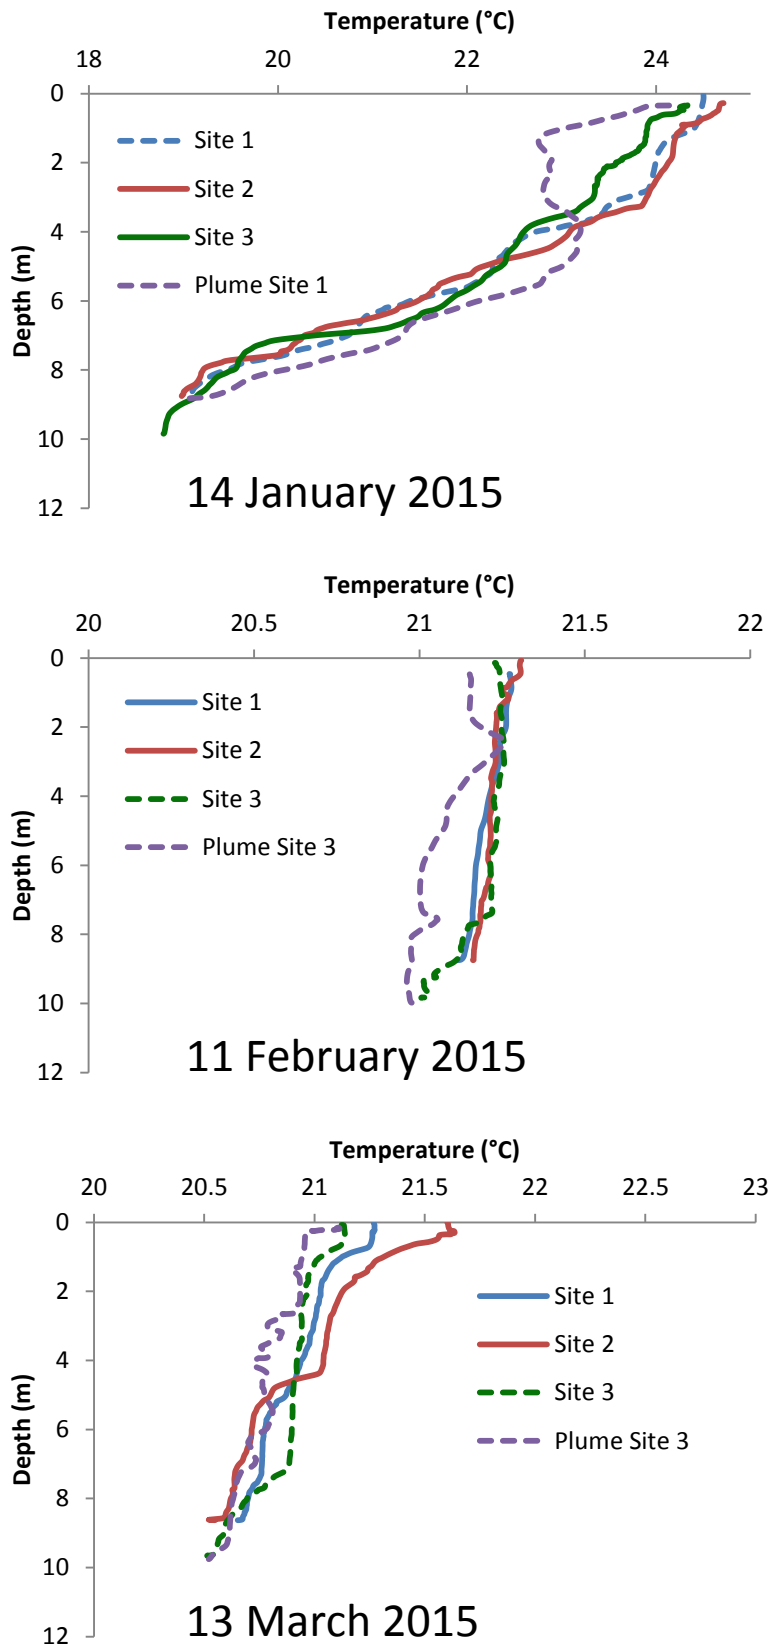 Temperature (°C)
18 20 22 24
0
2
4
6
8
10
12
Depth (m)
Site 1
Site 2
Site 3
Plume Site 1
14 January 2015
Temperature (°C)
20 20.5 21 21.5 22
0
2
4
6
8
10
12
Depth (m)
Site 1
Site 2
Site 3
Plume Site 3
11 February 2015
Temperature (°C)
20 20.5 21 21.5 22 22.5 23
0
2
4
6
8
10
12
Depth (m)
Site 1
Site 2
Site 3
Plume Site 3
13 March 2015